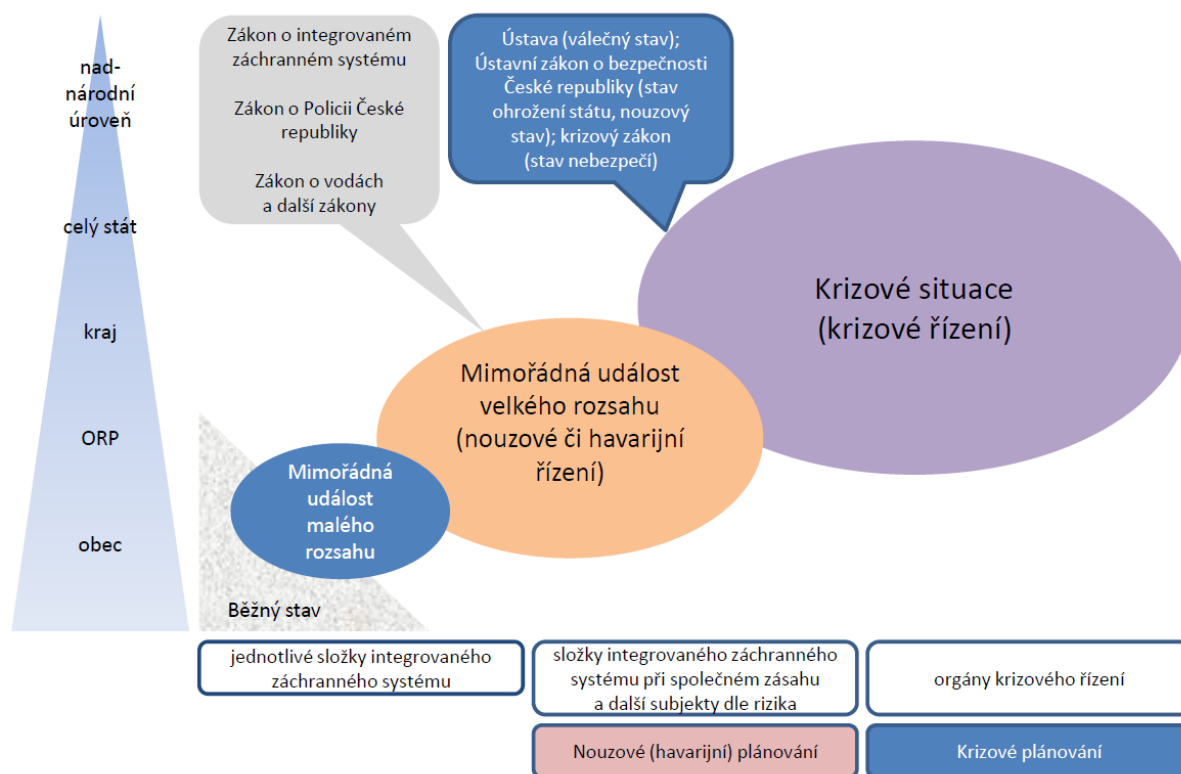 nad-
národní
úroveň
celý stát
kraj
ORP
obec
Zákon o integrovaném
záchranném systému
Zákon o Policii České
republiky
Zákon o vodách
a další zákony
Ústava (válečný stav);
Ústavní zákon o bezpečnosti
České republiky (stav
ohrožení státu, nouzový
stav); krizový zákon
(stav nebezpečí)
Krizové situace
(krizové řízení)
Mimořádná událost
velkého rozsahu
(nouzové či havarijní
řízení)
Mimořádná
událost
malého
rozsahu
Běžný stav
jednotlivé složky integrovaného
záchranného systému
složky integrovaného záchranného
systému při společném zásahu
a další subjekty dle rizika
orgány krizového řízení
Nouzové (havarijní) plánování
Krizové plánování